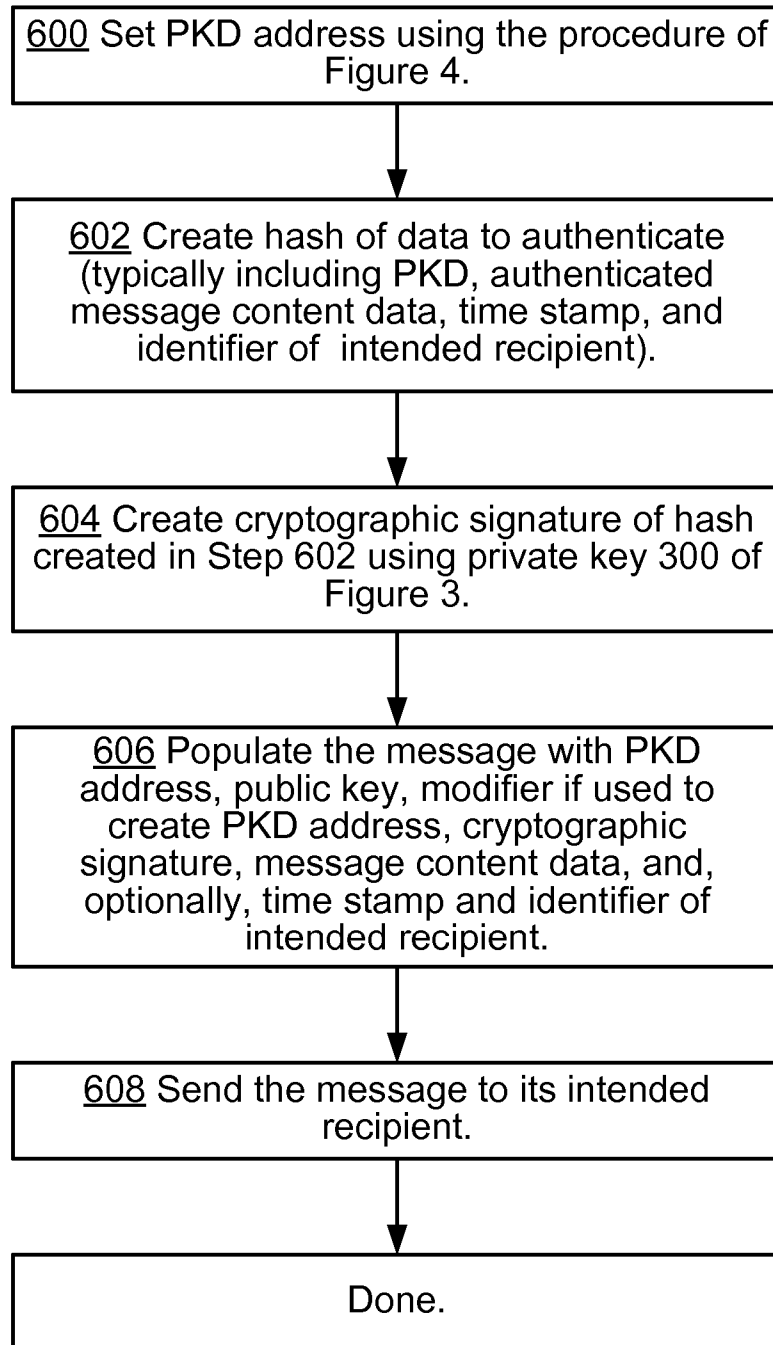 600 Set PKD address using the procedure of
Figure 4.
602 Create hash of data to authenticate
(typically including PKD, authenticated
message content data, time stamp, and
identifier of intended recipient).
604 Create cryptographic signature of hash
created in Step 602 using private key 300 of
Figure 3.
606 Populate the message with PKD
address, public key, modifier if used to
create PKD address, cryptographic
signature, message content data, and,
optionally, time stamp and identifier of
intended recipient.
608 Send the message to its intended
recipient.
Done.